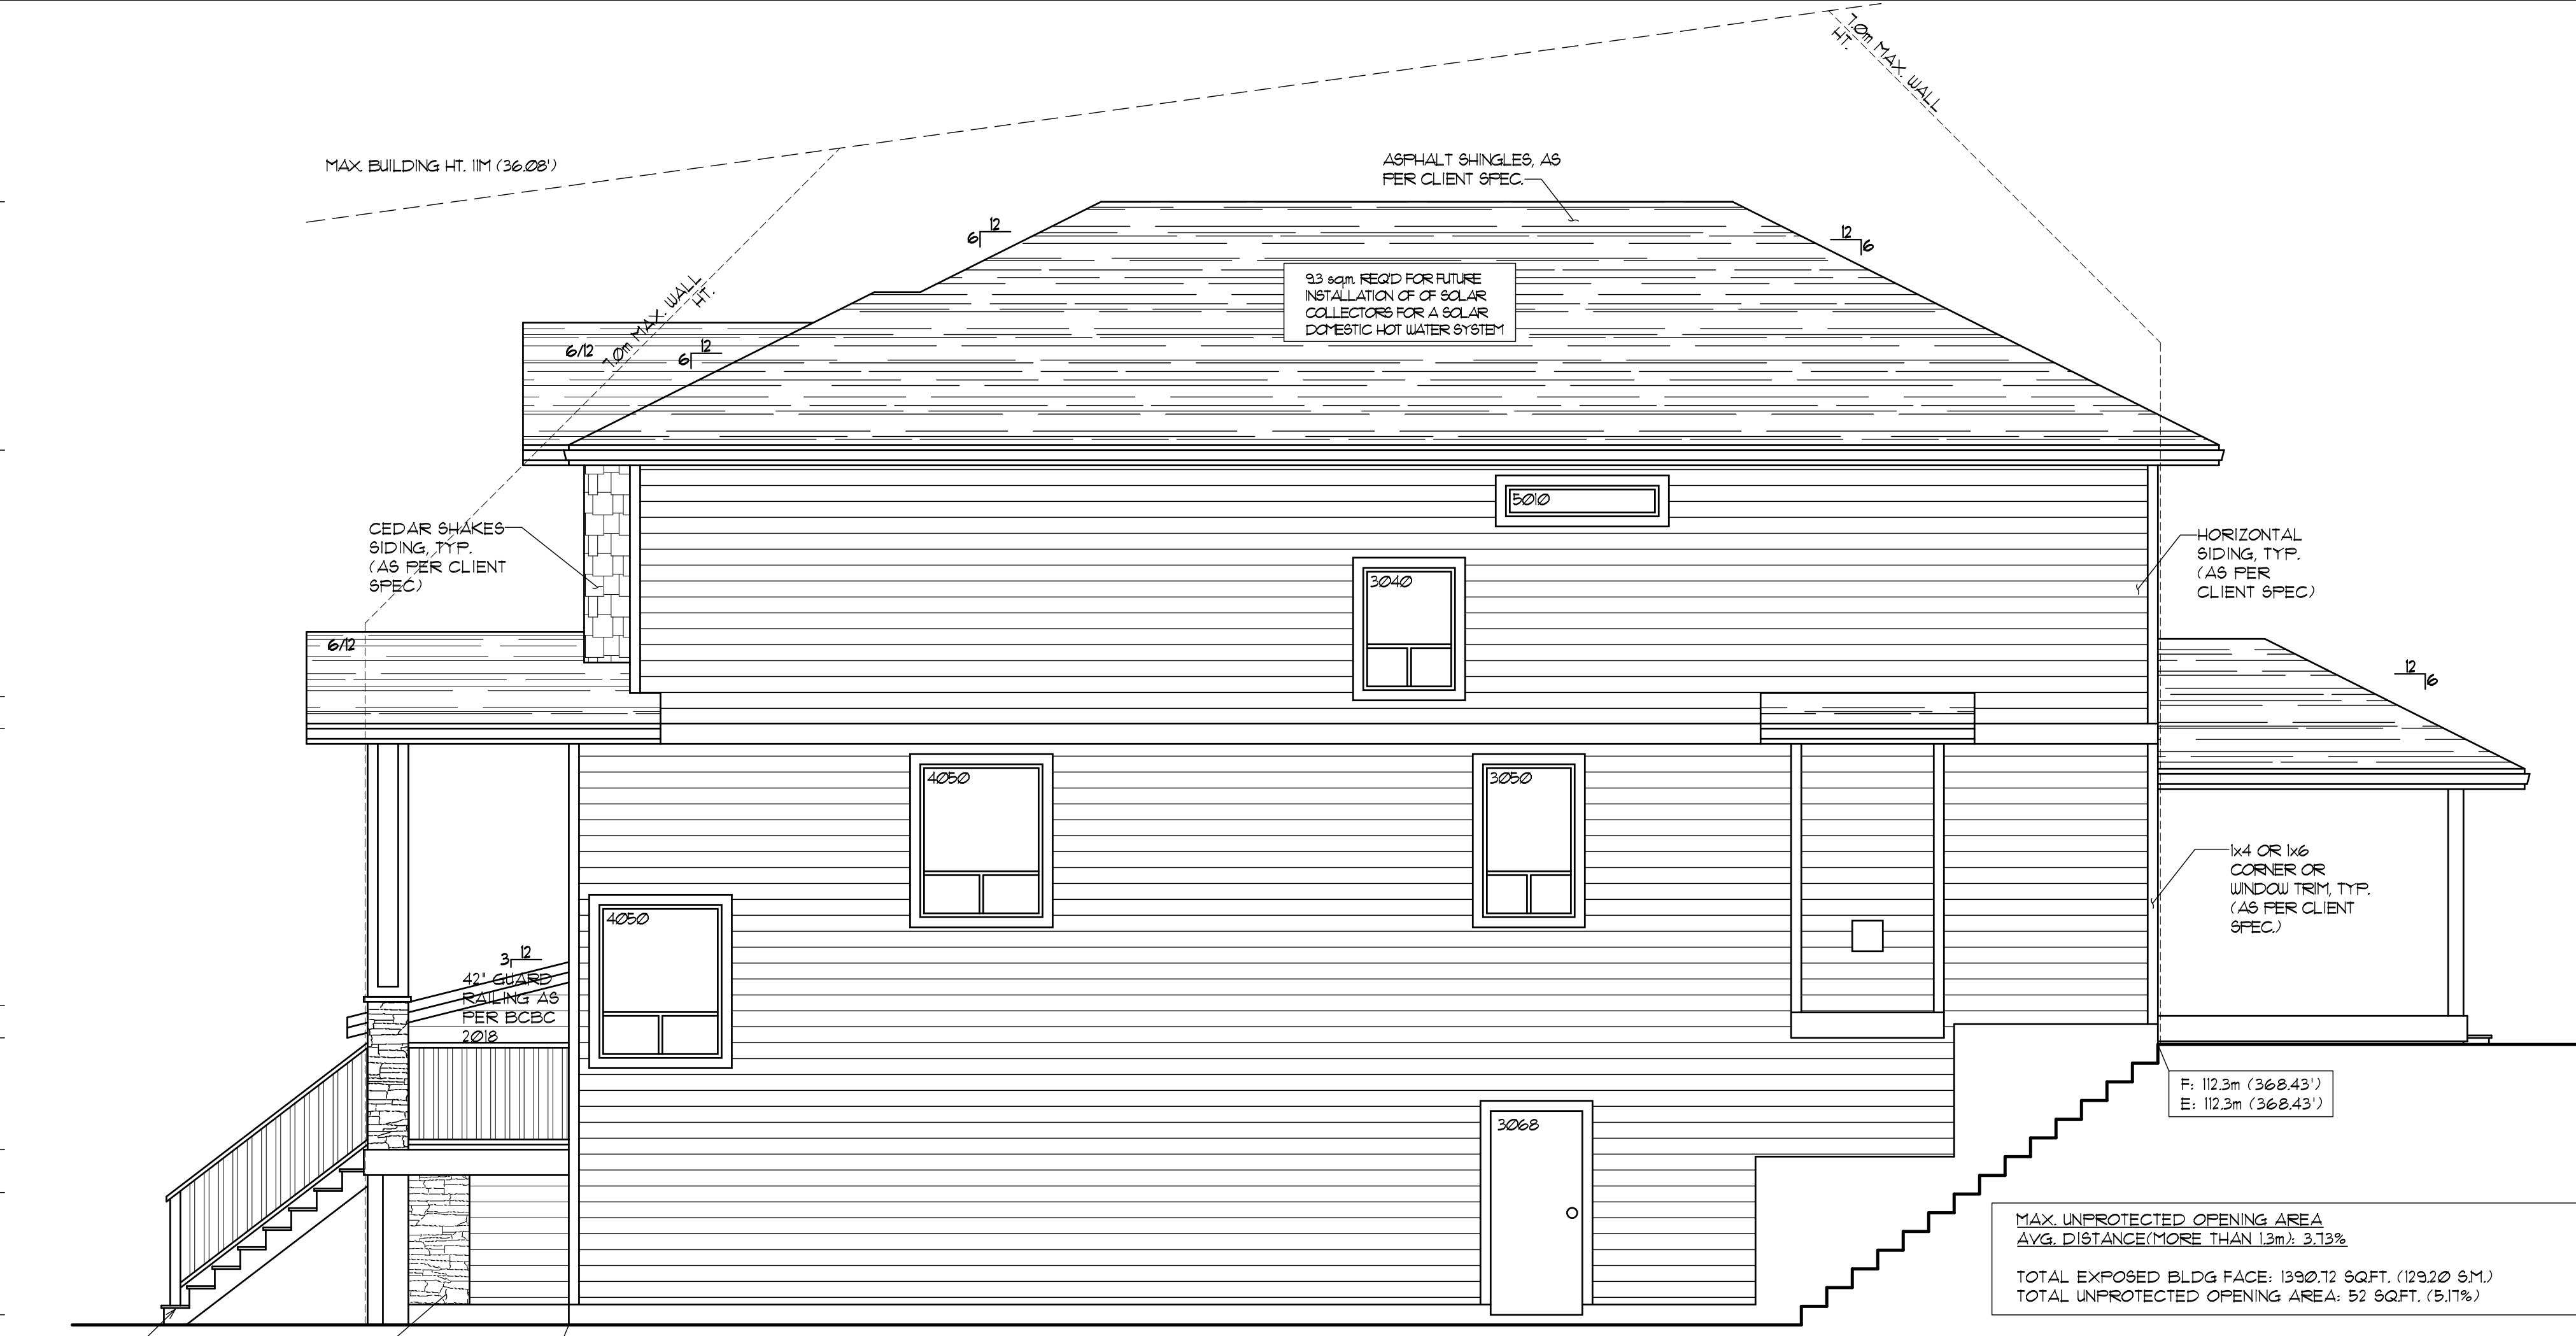 7.0m MAX. WALL
HT.
MAX. BUILDING HT. 11M (36.08')
ASPHALT SHINGLES, AS
PER CLIENT SPEC.
12
6
12
6
9.3 sq.m. REQ'D FOR FUTURE
INSTALLATION OF OF SOLAR
COLLECTORS FOR A SOLAR
DOMESTIC HOT WATER SYSTEM
7.0m MAX. WALL
HT.
6/12
12
6
5010
CEDAR SHAKES
SIDING, TYP.
(AS PER CLIENT
SPEC)
HORIZONTAL
SIDING, TYP.
(AS PER
CLIENT SPEC)
3040
6/12
12
6
4050
3050
1x4 OR 1x6
CORNER OR
WINDOW TRIM, TYP.
(AS PER CLIENT
SPEC.)
4050
12
3
42" GUARD
RAILING AS
PER BCBC
2018
F: 112.3m (368.43')
E: 112.3m (368.43')
3068
MAX. UNPROTECTED OPENING AREA
AVG. DISTANCE(MORE THAN 1.3m): 3.73%
TOTAL EXPOSED BLDG FACE: 1390.72 SQ.FT. (129.20 S.M.)
TOTAL UNPROTECTED OPENING AREA: 52 SQ.FT. (5.17%)